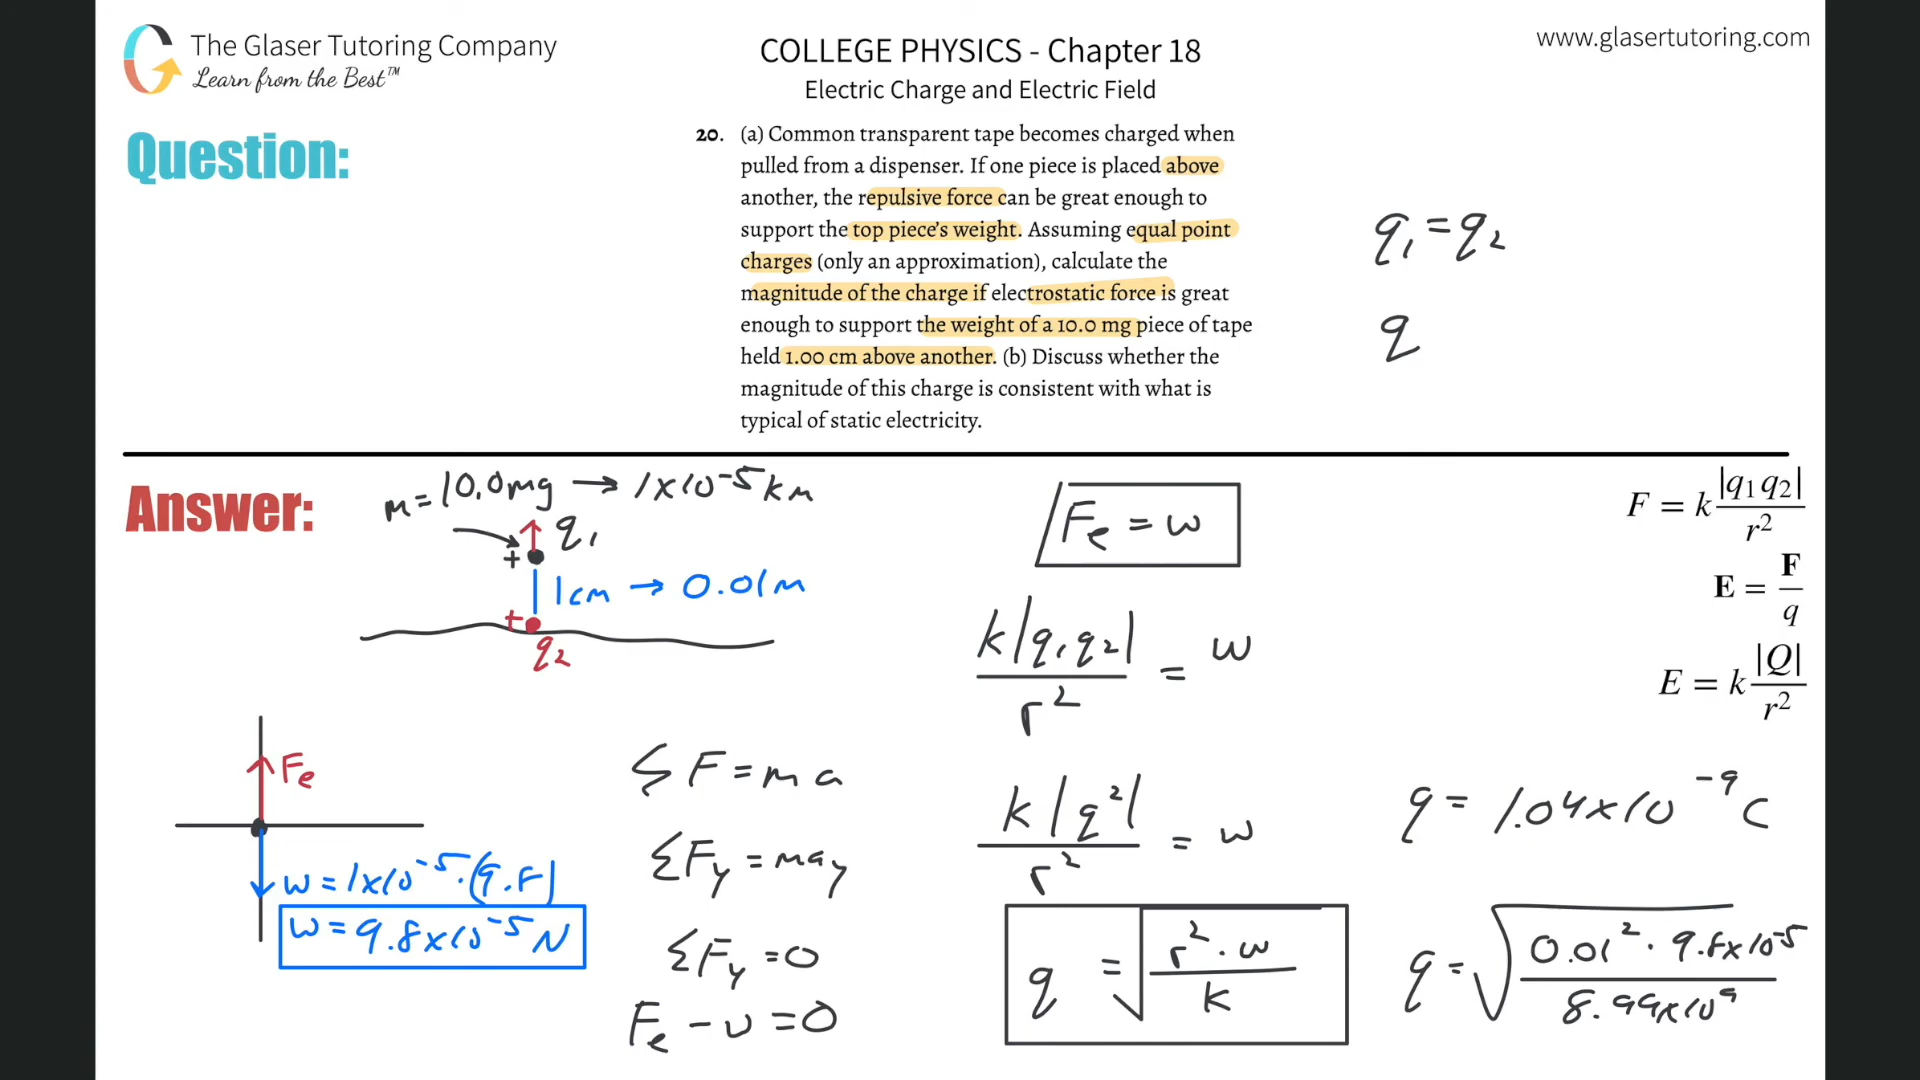 The Glaser Tutoring Company
Learn from the Best™
COLLEGE PHYSICS - Chapter 18
Electric Charge and Electric Field
www.glasertutoring.com
Question:
20. (a) Common transparent tape becomes charged when
pulled from a dispenser. If one piece is placed above
another, the repulsive force can be great enough to
support the top piece's weight. Assuming equal point
charges (only an approximation), calculate the
magnitude of the charge if electrostatic force is great
enough to support the weight of a 10.0 mg piece of tape
held 1.00 cm above another. (b) Discuss whether the
magnitude of this charge is consistent with what is
typical of static electricity.
q₁ = q₂
q
Answer:
m = 10.0mg → 1x10⁻⁵ km
q₁
+
1cm → 0.01m
+
q₂
Fe
w = 1x10⁻⁵·(9.8)
w = 9.8x10⁻⁵ N
ΣF = ma
ΣFy = may
ΣFy = 0
Fe - w = 0
Fe = w
k|q₁q₂| / r² = w
k|q²| / r² = w
q = √(r²·w / k)
F = k |q₁q₂| / r²
E = F / q
E = k |Q| / r²
q = 1.04x10⁻⁹ C
q = √(0.01² · 9.8x10⁻⁵ / 8.99x10⁹)